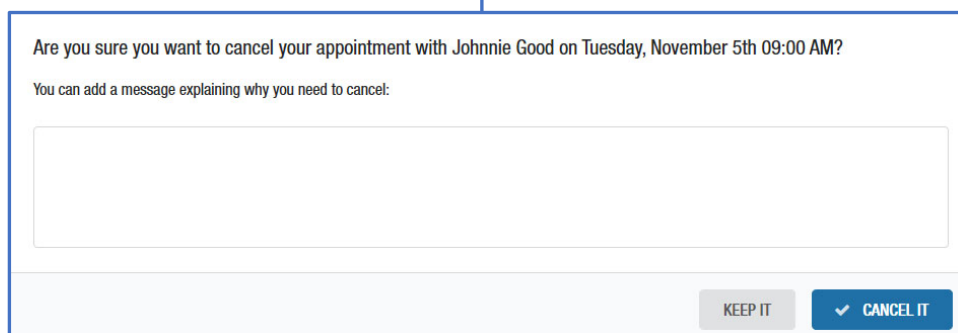 Are you sure you want to cancel your appointment with Johnnie Good on Tuesday, November 5th 09:00 AM?
You can add a message explaining why you need to cancel:
KEEP IT
CANCEL IT